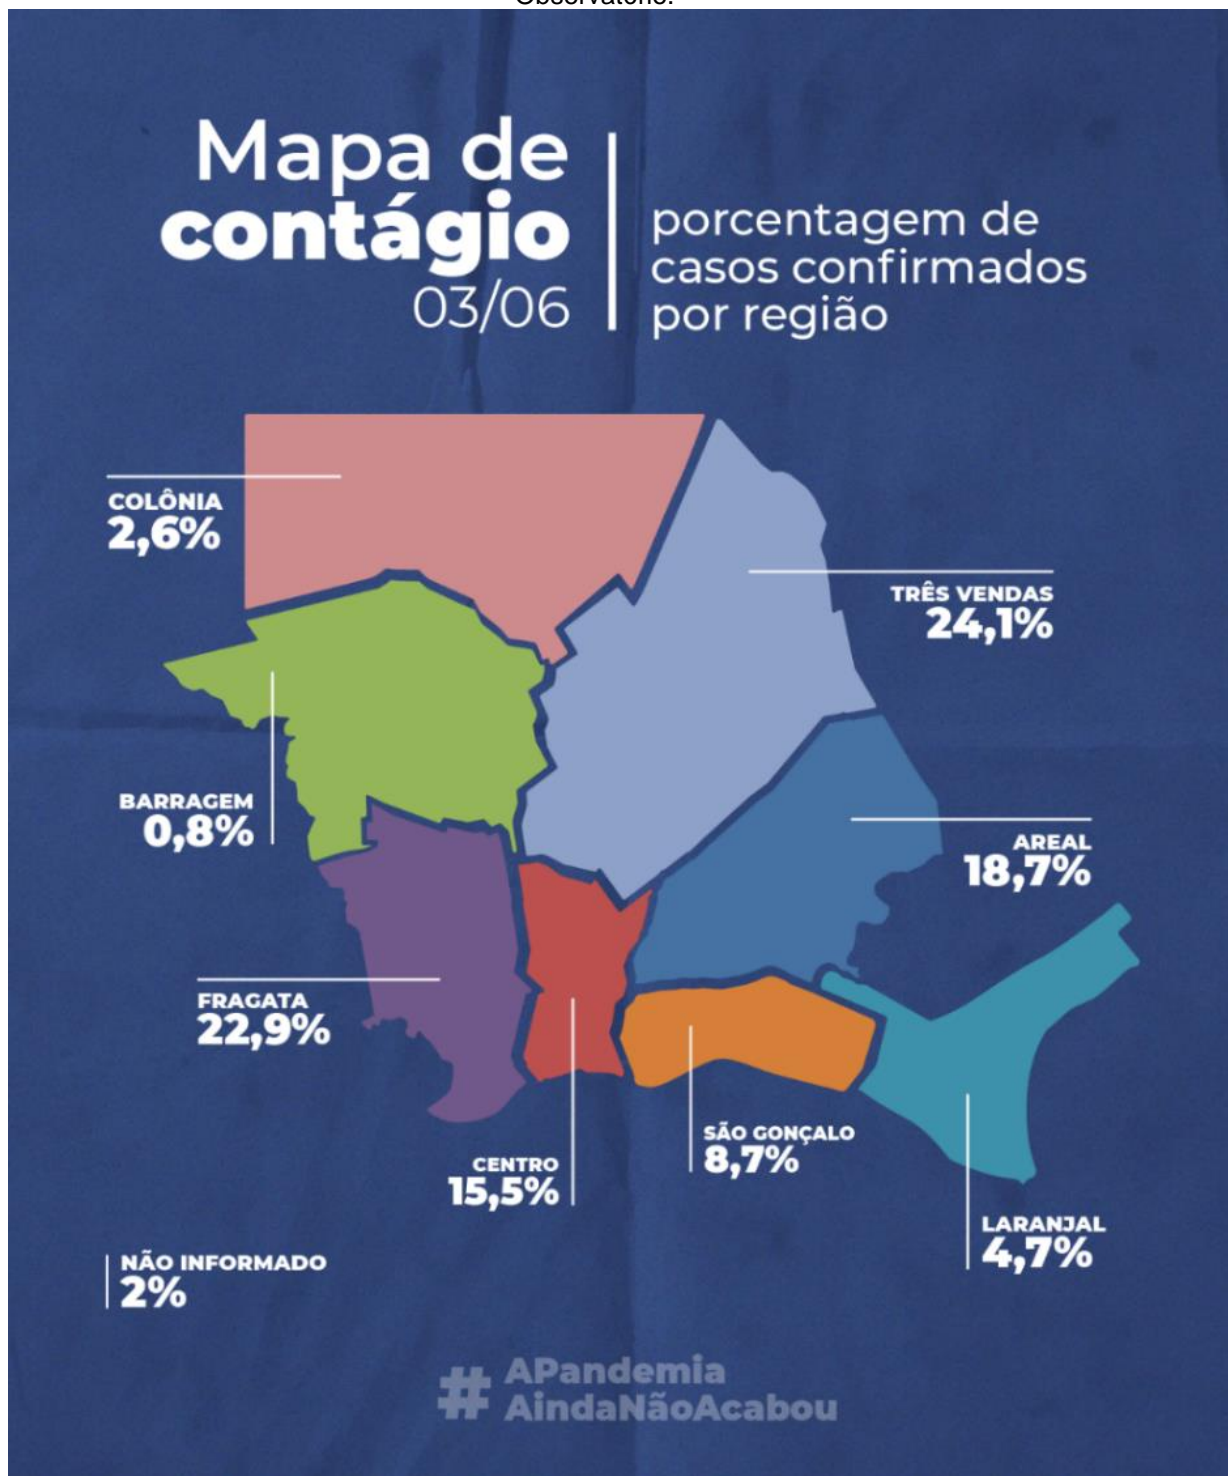 Observatório.
Mapa de
contágio
03/06
porcentagem de
casos confirmados
por região
COLÔNIA
2,6%
TRÊS VENDAS
24,1%
BARRAGEM
0,8%
AREAL
18,7%
FRAGATA
22,9%
SÃO GONÇALO
8,7%
CENTRO
15,5%
LARANJAL
4,7%
NÃO INFORMADO
2%
# APandemia
AindaNãoAcabou